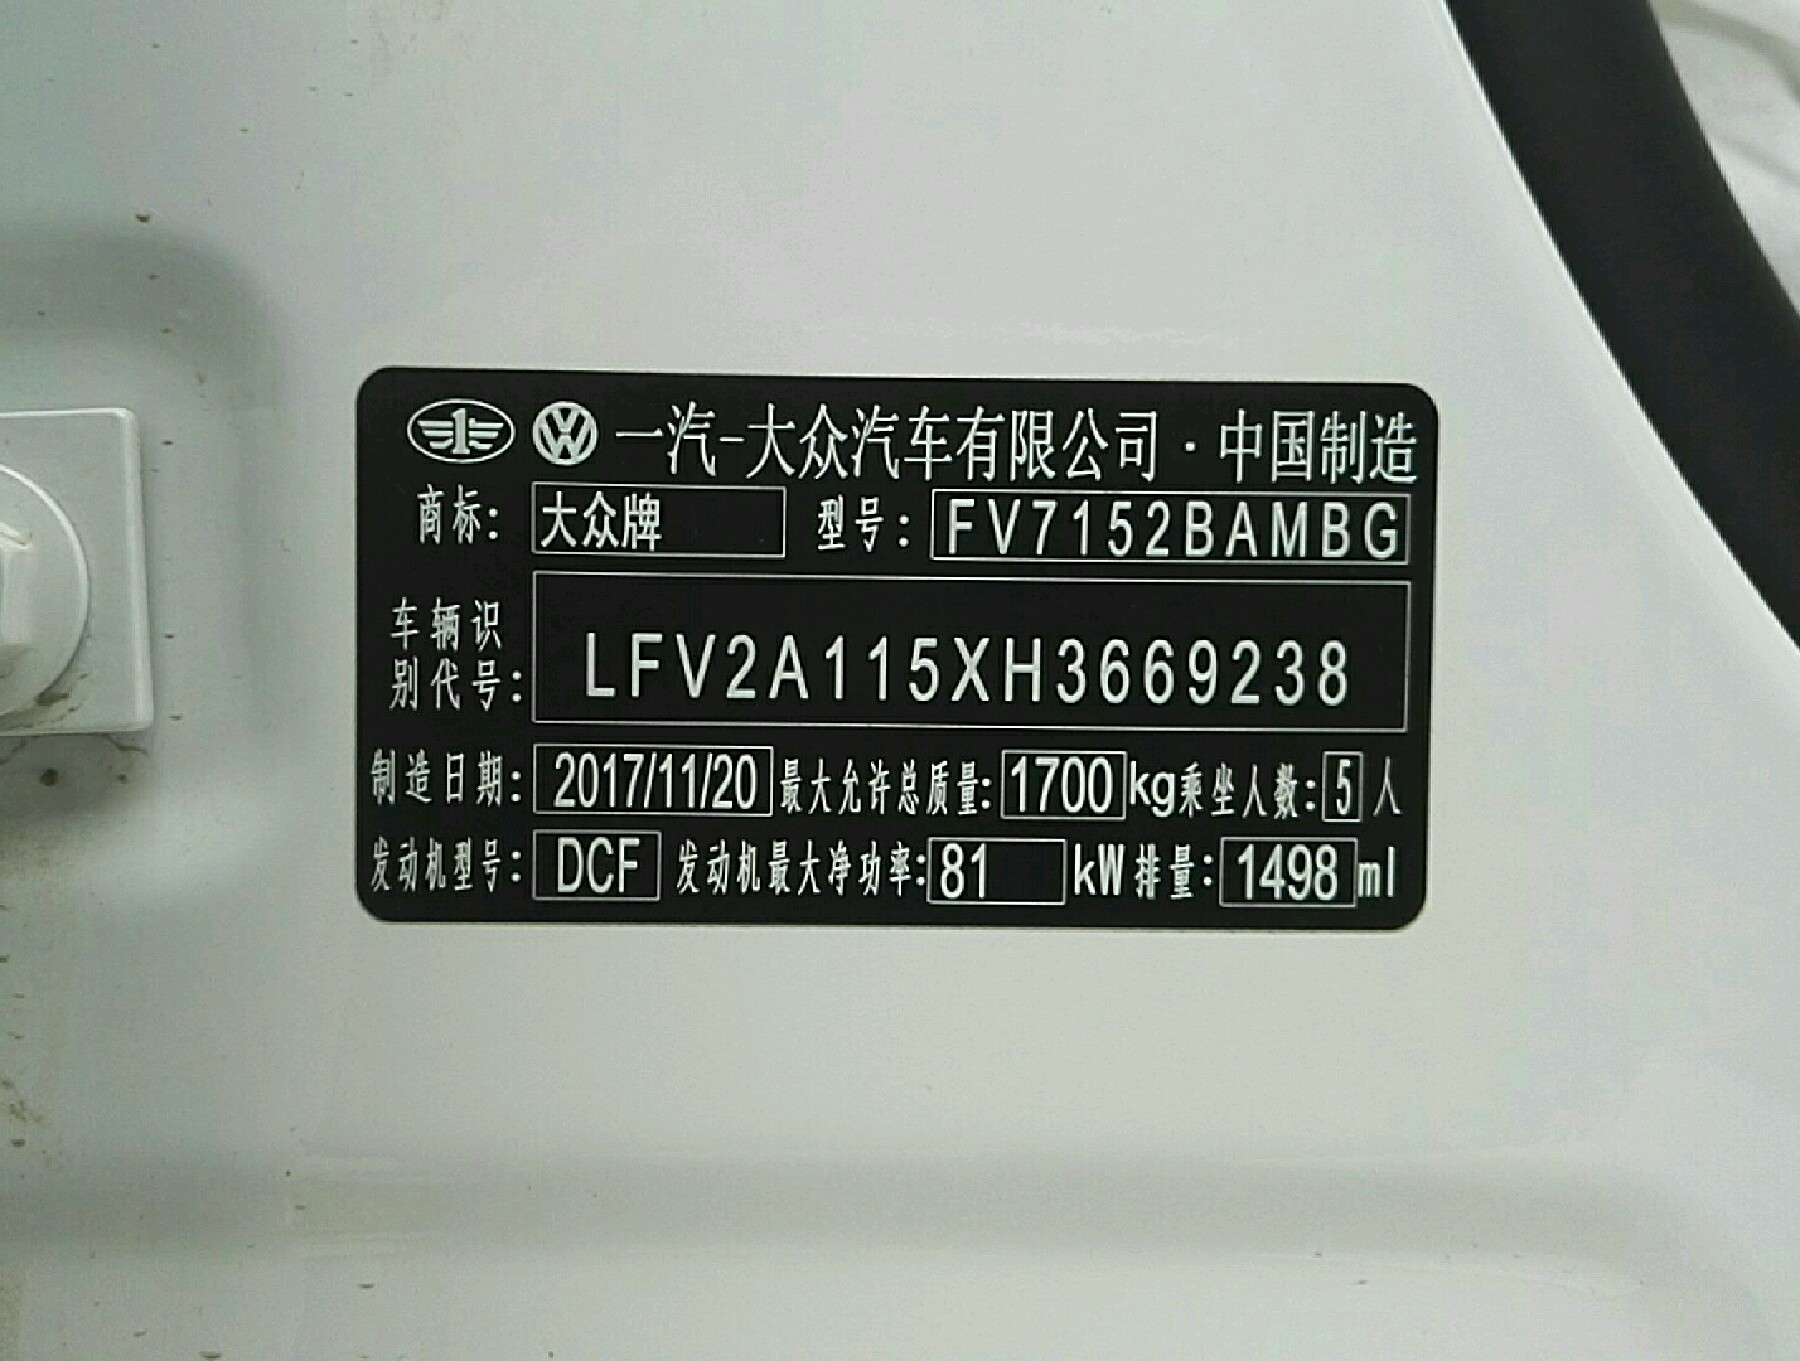 一汽-大众汽车有限公司·中国制造
商标: 大众牌 型号: FV7152BAMBG
车辆识
别代号: LFV2A115XH3669238
制造日期: 2017/11/20 最大允许总质量: 1700 kg 乘坐人数: 5 人
发动机型号: DCF 发动机最大净功率: 81 kW 排量: 1498 ml